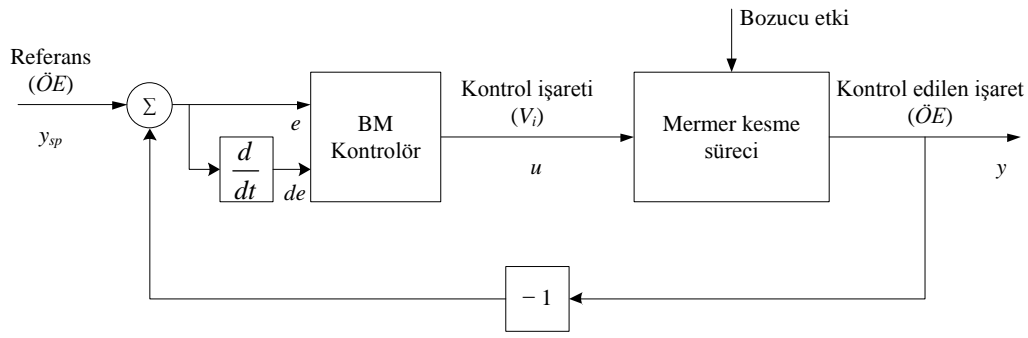 Bozucu etki
Referans
(ÖE)
Σ
y_sp
e
d
dt
de
BM
Kontrolör
Kontrol işareti
(V_i)
u
Mermer kesme
süreci
Kontrol edilen işaret
(ÖE)
y
− 1